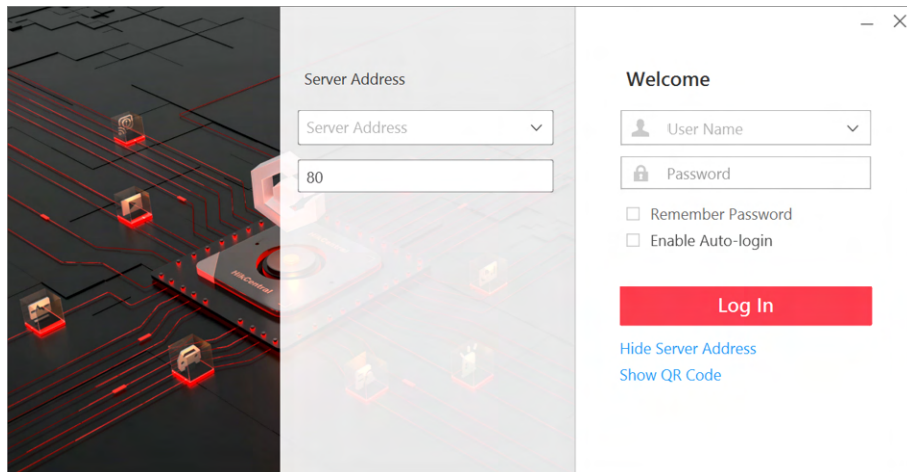 Server Address
Server Address
80
HikCentral
Welcome
User Name
Password
Remember Password
Enable Auto-login
Log In
Hide Server Address
Show QR Code